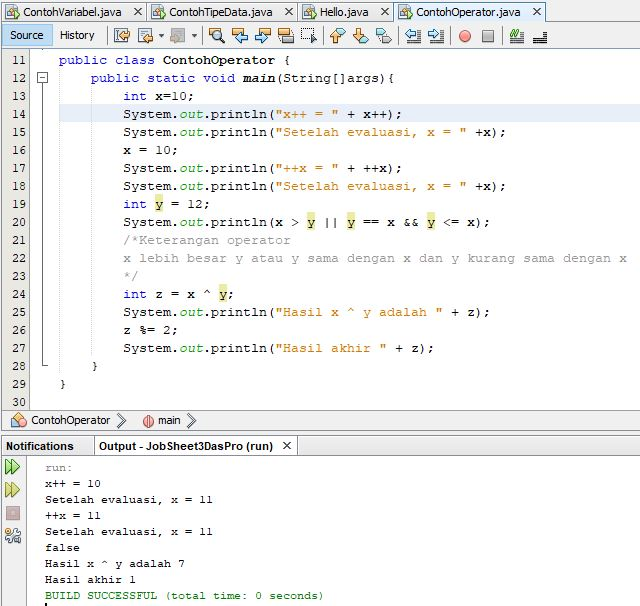 ContohVariabel.java ContohTipeData.java Hello.java ContohOperator.java
Source History
11 public class ContohOperator {
12 public static void main(String[]args){
13 int x=10;
14 System.out.println("x++ = " + x++);
15 System.out.println("Setelah evaluasi, x = " +x);
16 x = 10;
17 System.out.println("++x = " + ++x);
18 System.out.println("Setelah evaluasi, x = " +x);
19 int y = 12;
20 System.out.println(x > y || y == x && y <= x);
21 /*Keterangan operator
22 x lebih besar y atau y sama dengan x dan y kurang sama dengan x
23 */
24 int z = x ^ y;
25 System.out.println("Hasil x ^ y adalah " + z);
26 z %= 2;
27 System.out.println("Hasil akhir " + z);
28 }
29 }
30
ContohOperator main
Notifications Output - JobSheet3DasPro (run)
run:
x++ = 10
Setelah evaluasi, x = 11
++x = 11
Setelah evaluasi, x = 11
false
Hasil x ^ y adalah 7
Hasil akhir 1
BUILD SUCCESSFUL (total time: 0 seconds)